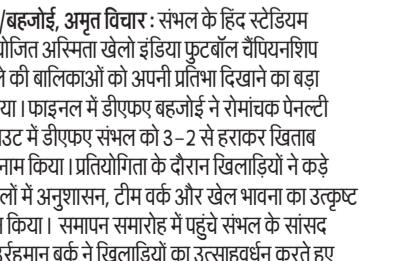 /बहजोई, अमृत विचार : संभल के हिंद स्टेडियम
योजित अस्मिता खेलो इंडिया फुटबॉल चैंपियनशिप
की बालिकाओं को अपनी प्रतिभा दिखाने का बड़ा
या। फाइनल में डीएफए बहजोई ने रोमांचक पेनल्टी
में डीएफए संभल को 3-2 से हराकर खिताब
नाम किया। प्रतियोगिता के दौरान खिलाड़ियों ने कड़े
में अनुशासन, टीम वर्क और खेल भावना का उत्कृष्ट
किया। समापन समारोह में पहुंचे संभल के सांसद
बर्क ने खिलाड़ियों का उत्साहवर्धन करते हुए